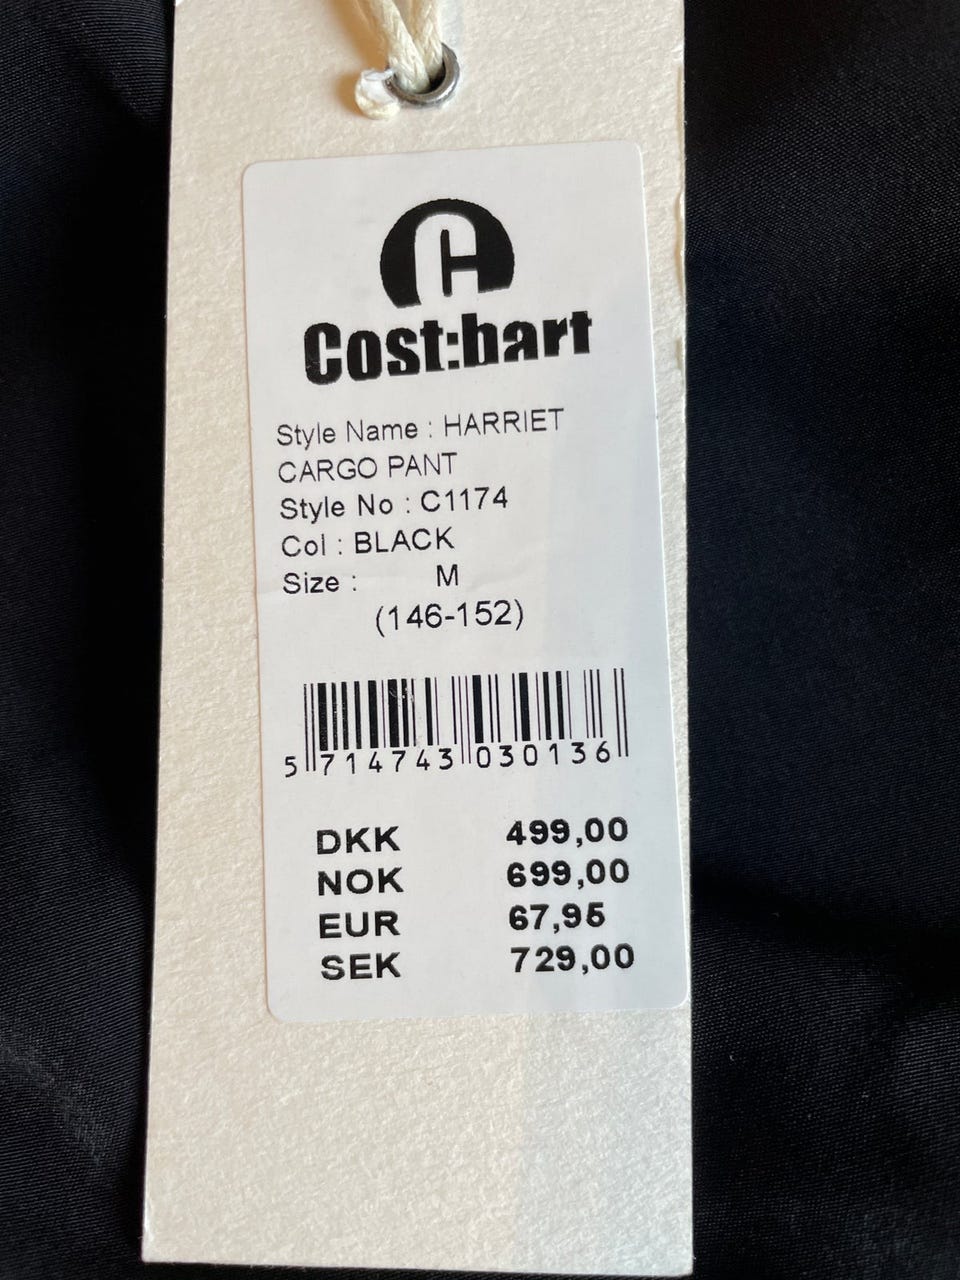 Cost:bart
Style Name : HARRIET
CARGO PANT
Style No : C1174
Col : BLACK
Size : M
(146-152)
5 714743 030136
DKK 499,00
NOK 699,00
EUR 67,95
SEK 729,00